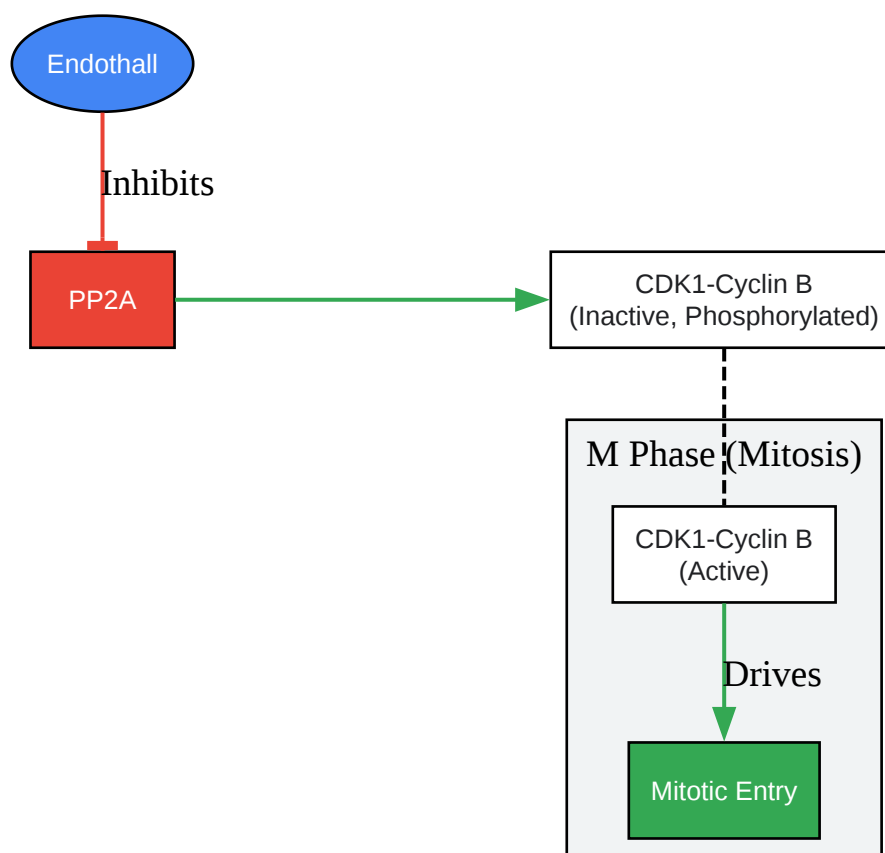 Endothall
Inhibits
PP2A
CDK1-Cyclin B
(Inactive, Phosphorylated)
M Phase (Mitosis)
CDK1-Cyclin B
(Active)
Drives
Mitotic Entry